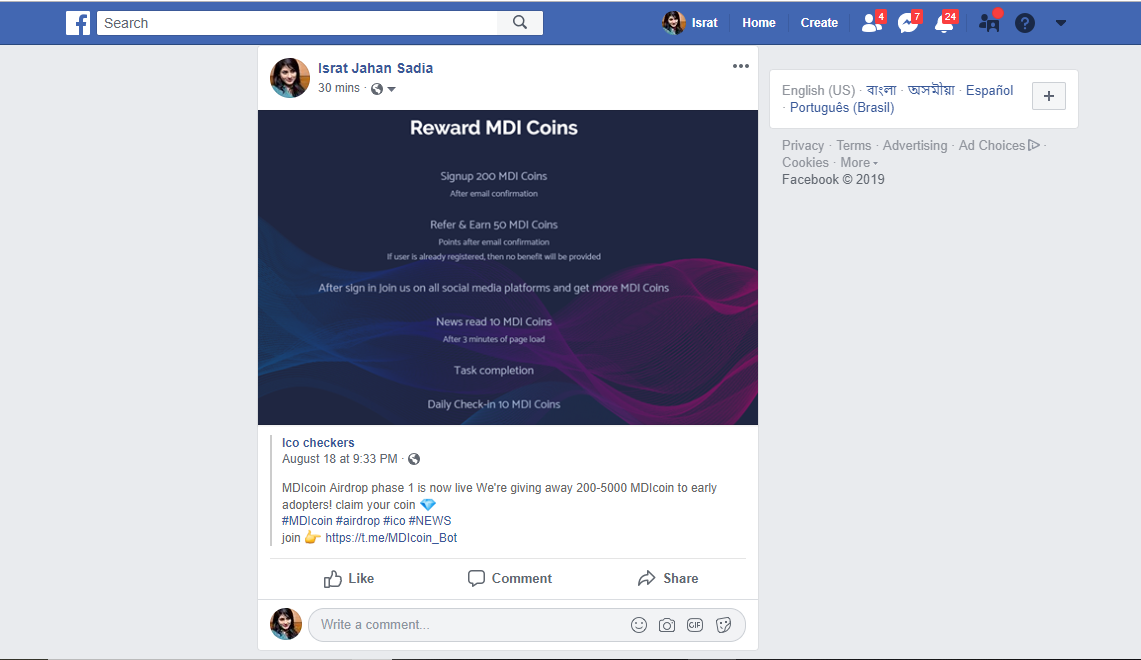 f
Search
Israt
Home
Create
4
7
24
?
Israt Jahan Sadia
30 mins ·
Reward MDI Coins
Signup 200 MDI Coins
After email confirmation
Refer & Earn 50 MDI Coins
Points after email confirmation
If user is already registered, then no benefit will be provided
After sign in Join us on all social media platforms and get more MDI Coins
News read 10 MDI Coins
After 3 minutes of page load
Task completion
Daily Check-in 10 MDI Coins
Ico checkers
August 18 at 9:33 PM ·
MDIcoin Airdrop phase 1 is now live We're giving away 200-5000 MDIcoin to early
adopters! claim your coin 💎
#MDIcoin #airdrop #ico #NEWS
join 👉 https://t.me/MDIcoin_Bot
Like
Comment
Share
Write a comment...
GIF
English (US) · বাংলা · অসমীয়া · Español
· Português (Brasil)
+
Privacy · Terms · Advertising · Ad Choices ·
Cookies · More
Facebook © 2019